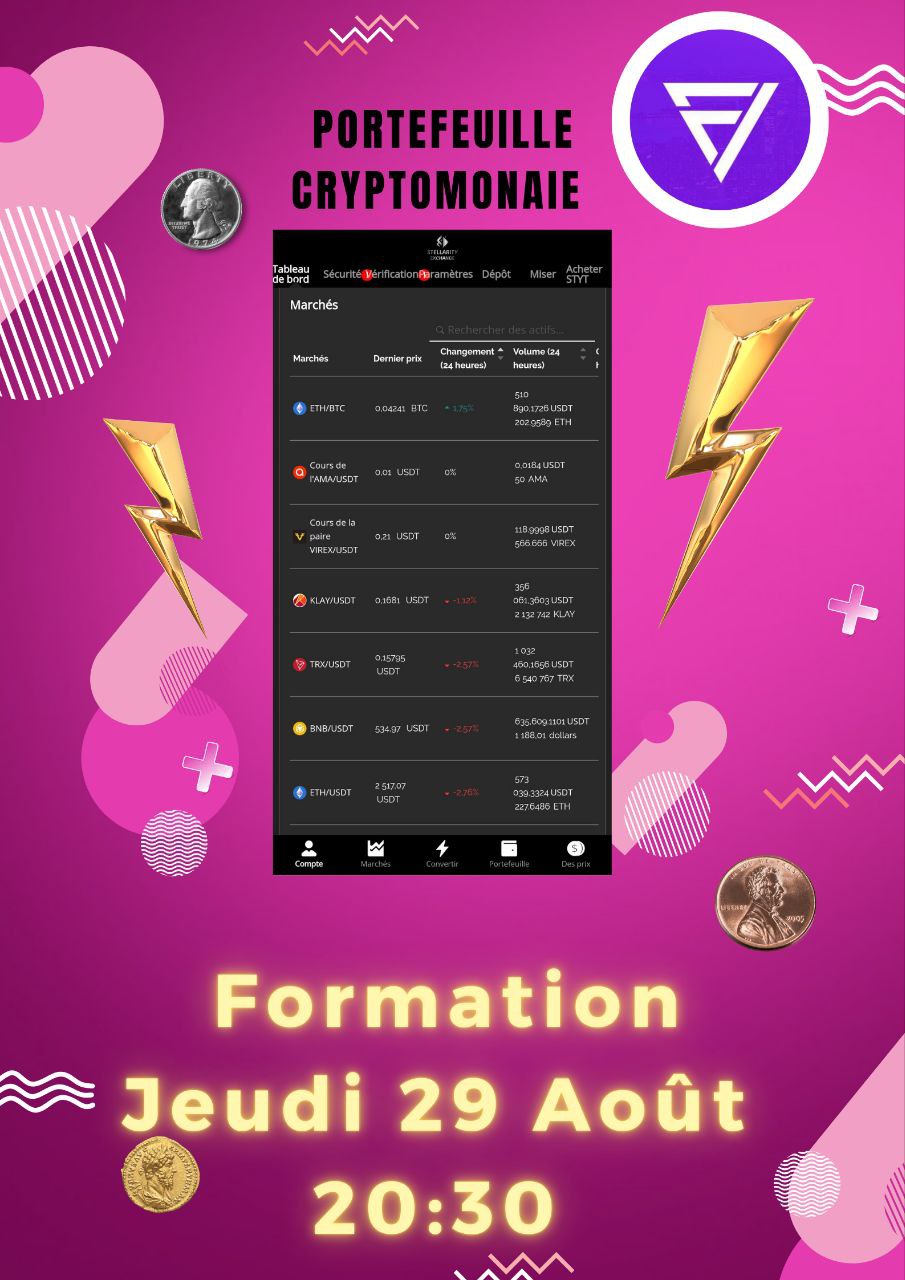 PORTEFEUILLE
CRYPTOMONAIE
LIBERTY
STELLARITY
EXCHANGE
Tableau de bord
Sécurité
Vérification
Paramètres
Dépôt
Miser
Acheter STYT
Marchés
Rechercher des actifs...
Marchés
Dernier prix
Changement (24 heures)
Volume (24 heures)
ETH/BTC
0,04241 BTC
1,75%
510
890,1726 USDT
202,9589 ETH
Cours de l'AMA/USDT
0,01 USDT
0%
0,0184 USDT
50 AMA
Cours de la paire VIREX/USDT
0,21 USDT
0%
118,9998 USDT
566.666 VIREX
KLAY/USDT
0,1681 USDT
-1,12%
356
061,3603 USDT
2 132 742 KLAY
TRX/USDT
0,15795 USDT
-2,57%
1 032
460,1656 USDT
6 540 767 TRX
BNB/USDT
534,97 USDT
-2,57%
635,609.1101 USDT
1 188,01 dollars
ETH/USDT
2 517,07 USDT
-2,76%
573
039,3324 USDT
227,6486 ETH
Compte
Marchés
Convertir
Portefeuille
Des prix
2005
Formation
Jeudi 29 Août
20:30